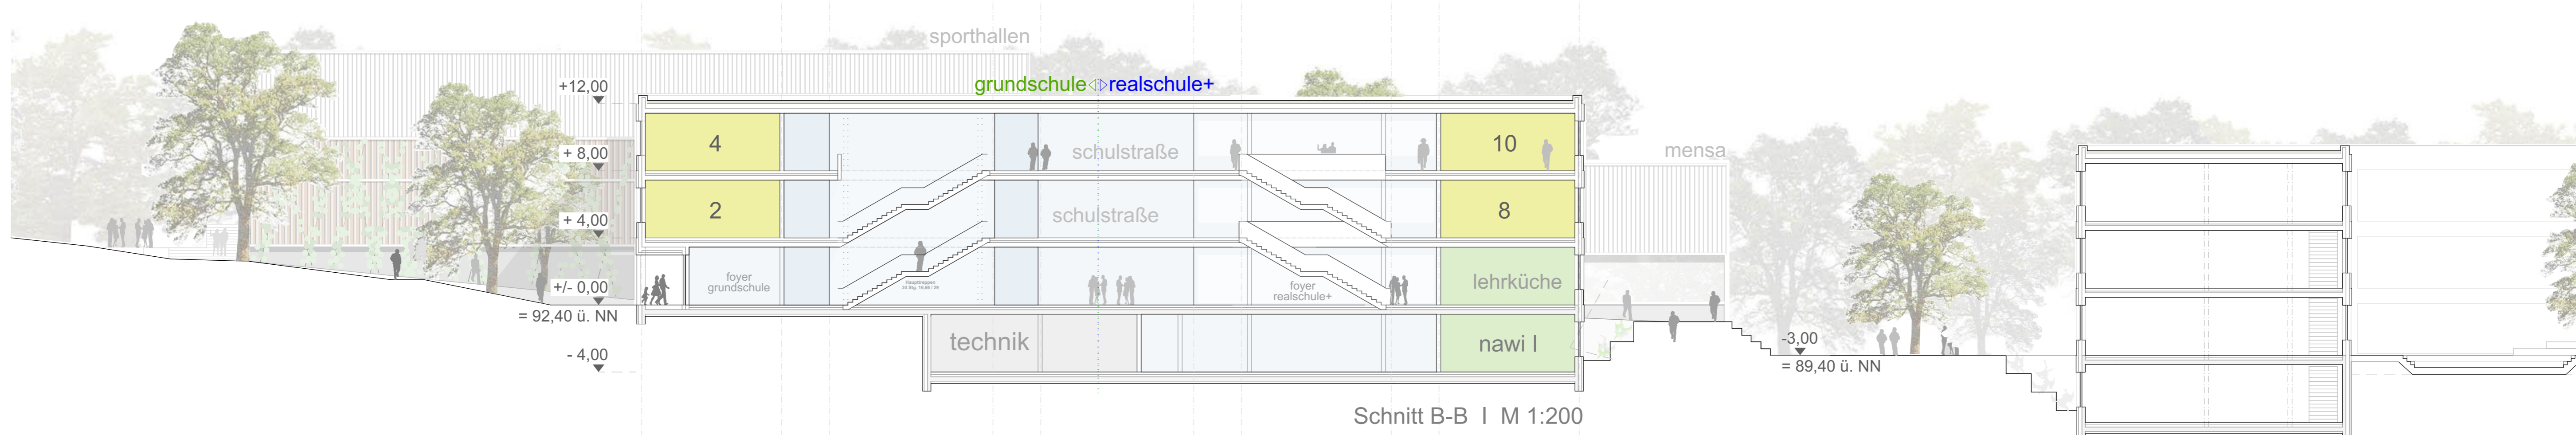 sporthallen
grundschule realschule+
+12,00
4
10
schulstraße
mensa
+ 8,00
2
schulstraße
8
+ 4,00
foyer
grundschule
Haupttreppen
foyer
realschule+
lehrküche
+/- 0,00
= 92,40 ü. NN
technik
nawi I
-3,00
= 89,40 ü. NN
- 4,00
Schnitt B-B I M 1:200